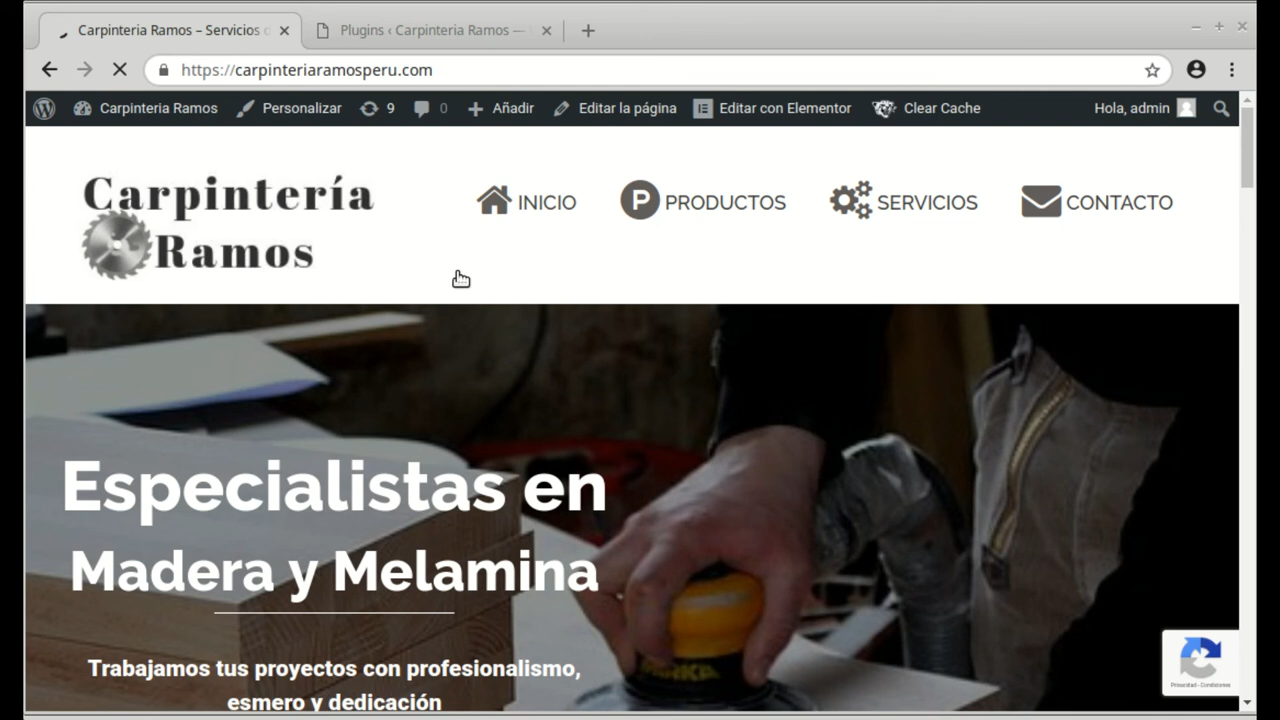 Carpinteria Ramos – Servicios d
Plugins ‹ Carpinteria Ramos —
https://carpinteriaramosperu.com
Carpinteria Ramos Personalizar 9 0 Añadir Editar la página Editar con Elementor Clear Cache Hola, admin
Carpintería
Ramos
INICIO PRODUCTOS SERVICIOS CONTACTO
Especialistas en
Madera y Melamina
Trabajamos tus proyectos con profesionalismo,
esmero y dedicación
Privacidad - Condiciones